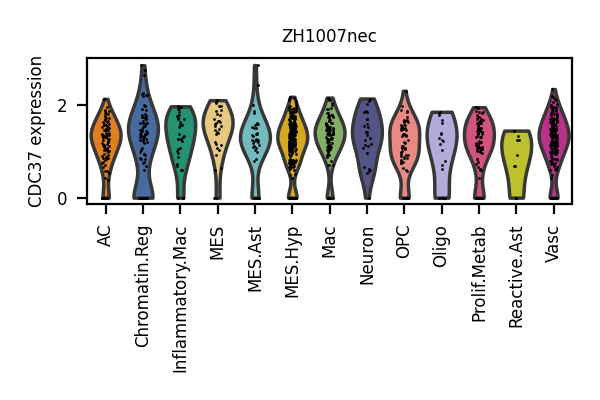 ZH1007nec
CDC37 expression
2
0
AC
Chromatin.Reg
Inflammatory.Mac
MES
MES.Ast
MES.Hyp
Mac
Neuron
OPC
Oligo
Prolif.Metab
Reactive.Ast
Vasc